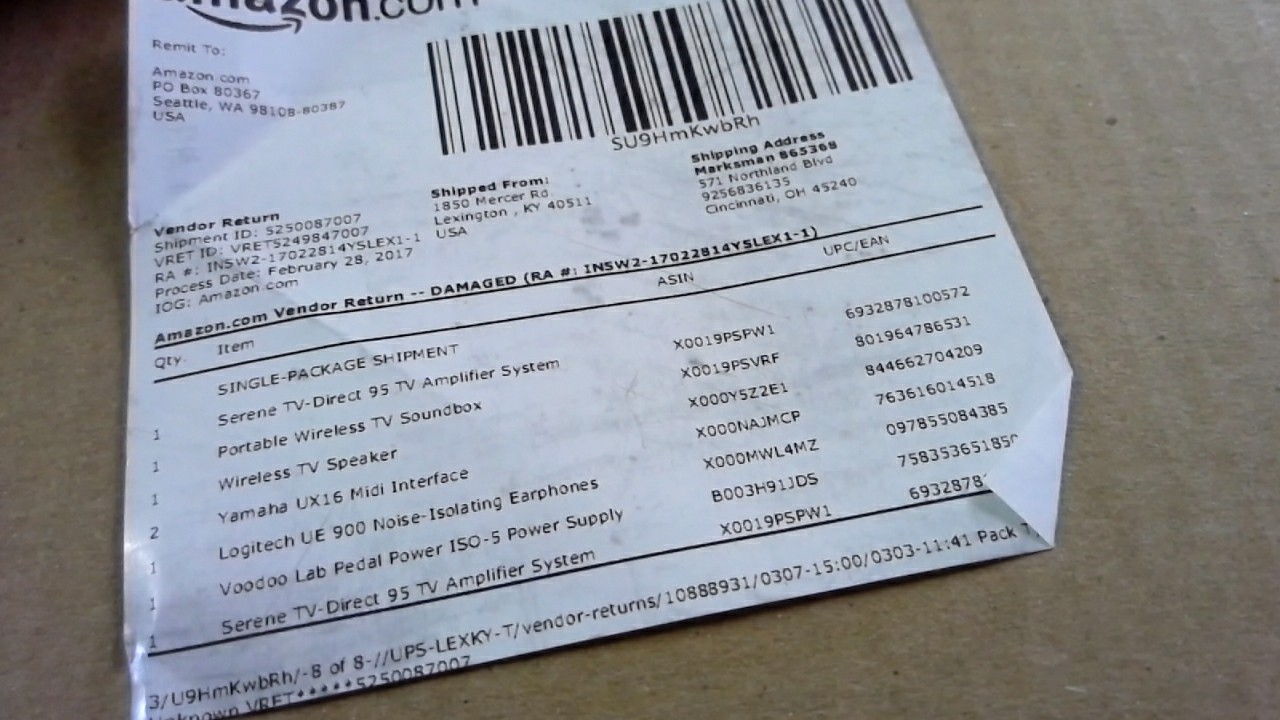 amazon.com
Remit To:
Amazon.com
PO Box 80367
Seattle, WA 98108-80387
USA
SU9HmKwbRh
Vendor Return
Shipment ID: 5250087007
VRET ID: VRET5249847007
RA #: INSW2-17022814YSLEX1-1
Process Date: February 28, 2017
IOG: Amazon.com
Shipped From:
1850 Mercer Rd.
Lexington , KY 40511
USA
Shipping Address
Marksman 865368
571 Northland Blvd
9256836135
Cincinnati, OH 45240
Amazon.com Vendor Return -- DAMAGED (RA #: INSW2-17022814YSLEX1-1)
Qty. Item ASIN UPC/EAN
SINGLE-PACKAGE SHIPMENT
1 Serene TV-Direct 95 TV Amplifier System X0019PSPW1 6932878100572
1 Portable Wireless TV Soundbox X0019PSVRF 801964786531
1 Wireless TV Speaker X000Y5Z2E1 844662704209
2 Yamaha UX16 Midi Interface X000NAJMCP 763616014518
1 Logitech UE 900 Noise-Isolating Earphones X000MWL4MZ 097855084385
1 Voodoo Lab Pedal Power ISO-5 Power Supply B003H91JDS 758353651850
1 Serene TV-Direct 95 TV Amplifier System X0019PSPW1 6932878
3/U9HmKwbRh/-8 of 8-//UPS-LEXKY-T/vendor-returns/10888931/0307-15:00/0303-11:41 Pack
Unknown VRET*****5250087007